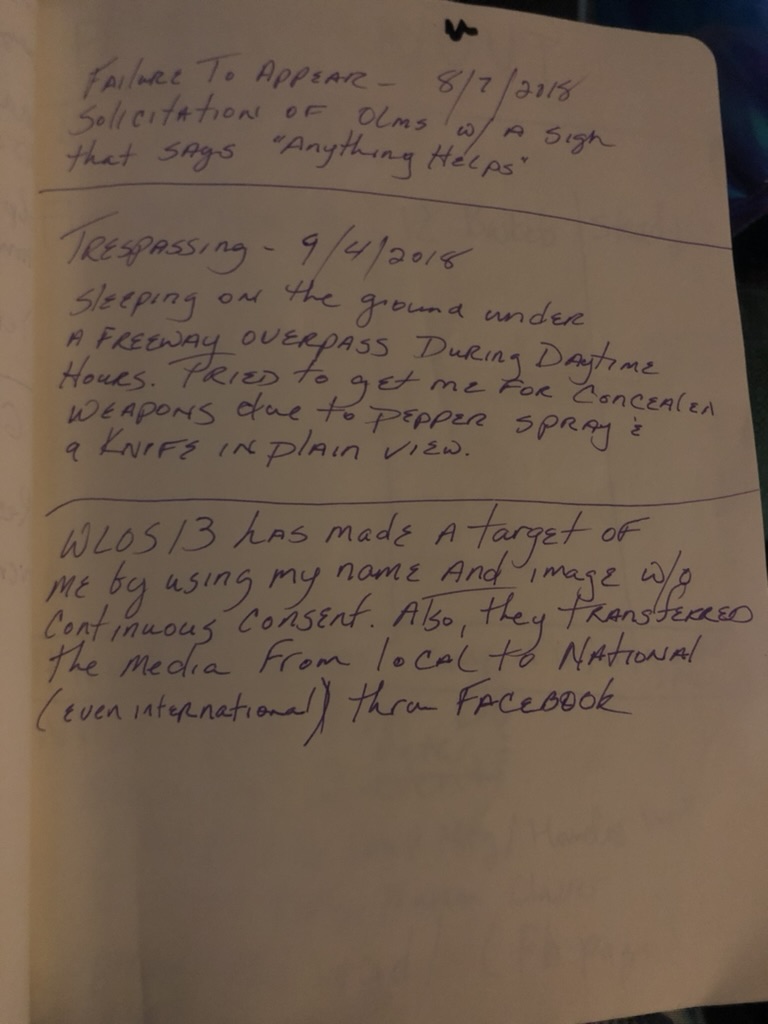 FAILURE TO APPEAR - 8/7/2018
SOLICITATION OF OLMS w/ A SIGN
that SAYS "Anything Helps"
TRESPASSING - 9/4/2018
Sleeping on the ground under
A FREEWAY OVERPASS DURING DAYTIME
HOURS. TRIED to get me FOR CONCEALED
WEAPONS due to PEPPER SPRAY &
a KNIFE IN PLAIN VIEW.
WLOS 13 HAS made A target OF
ME by using my name And image w/o
Continuous Consent. Also, they TRANSFERRED
the Media From local to NATIONAL
(even international) thru FACEBOOK